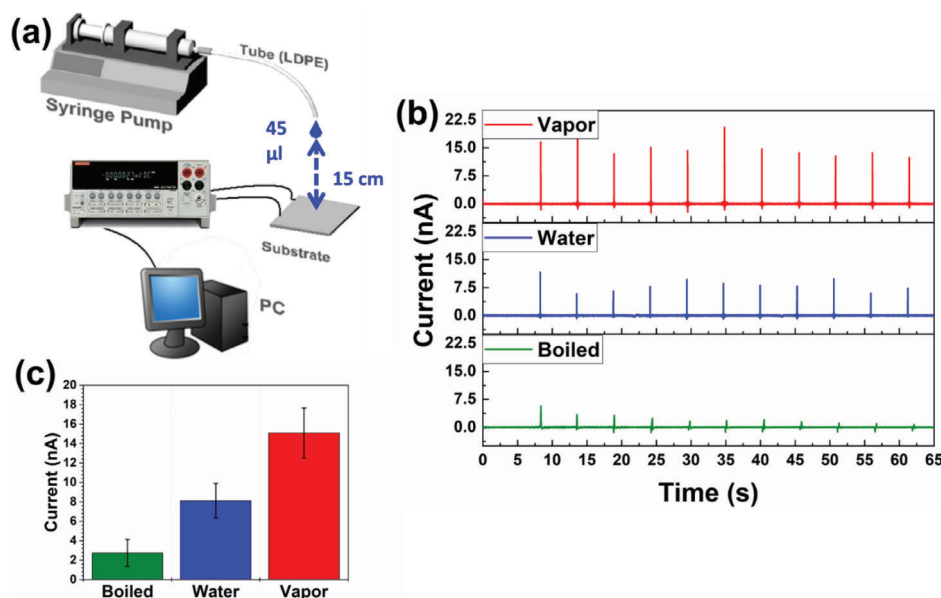 (a)
Tube (LDPE)
Syringe Pump
45
µl
15 cm
Substrate
PC
(b)
22.5
Vapor
15.0
7.5
0.0
22.5
Water
15.0
7.5
0.0
22.5
Boiled
15.0
7.5
0.0
Current (nA)
0 5 10 15 20 25 30 35 40 45 50 55 60 65
Time (s)
(c)
20
18
16
14
12
10
8
6
4
2
0
Current (nA)
Boiled Water Vapor